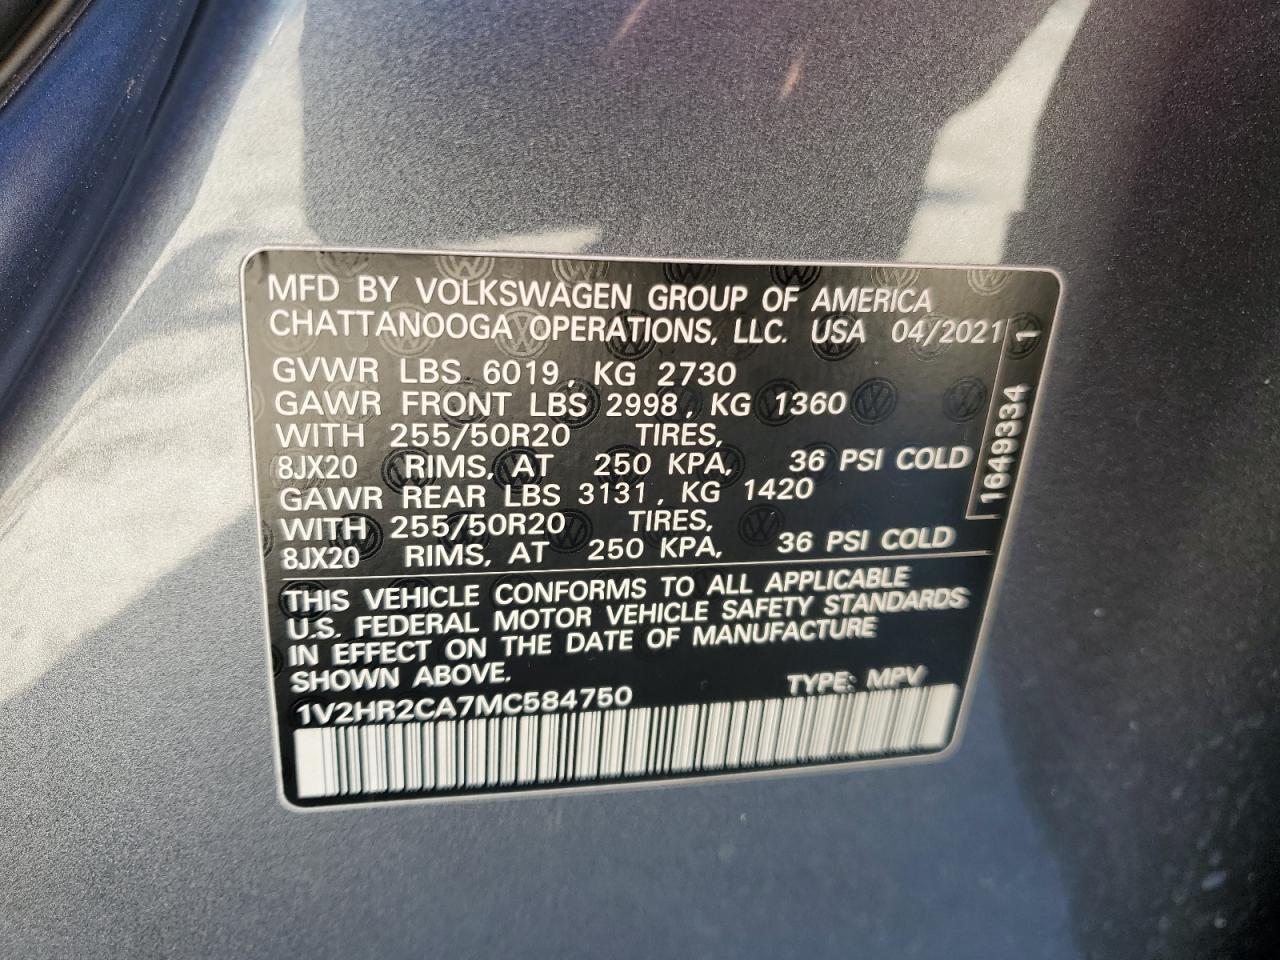 MFD BY VOLKSWAGEN GROUP OF AMERICA
CHATTANOOGA OPERATIONS, LLC. USA 04/2021
GVWR LBS 6019, KG 2730
GAWR FRONT LBS 2998, KG 1360
WITH 255/50R20 TIRES,
8JX20 RIMS, AT 250 KPA, 36 PSI COLD
GAWR REAR LBS 3131, KG 1420
WITH 255/50R20 TIRES,
8JX20 RIMS, AT 250 KPA, 36 PSI COLD
1649334 1
THIS VEHICLE CONFORMS TO ALL APPLICABLE
U.S. FEDERAL MOTOR VEHICLE SAFETY STANDARDS
IN EFFECT ON THE DATE OF MANUFACTURE
SHOWN ABOVE.
1V2HR2CA7MC584750 TYPE: MPV